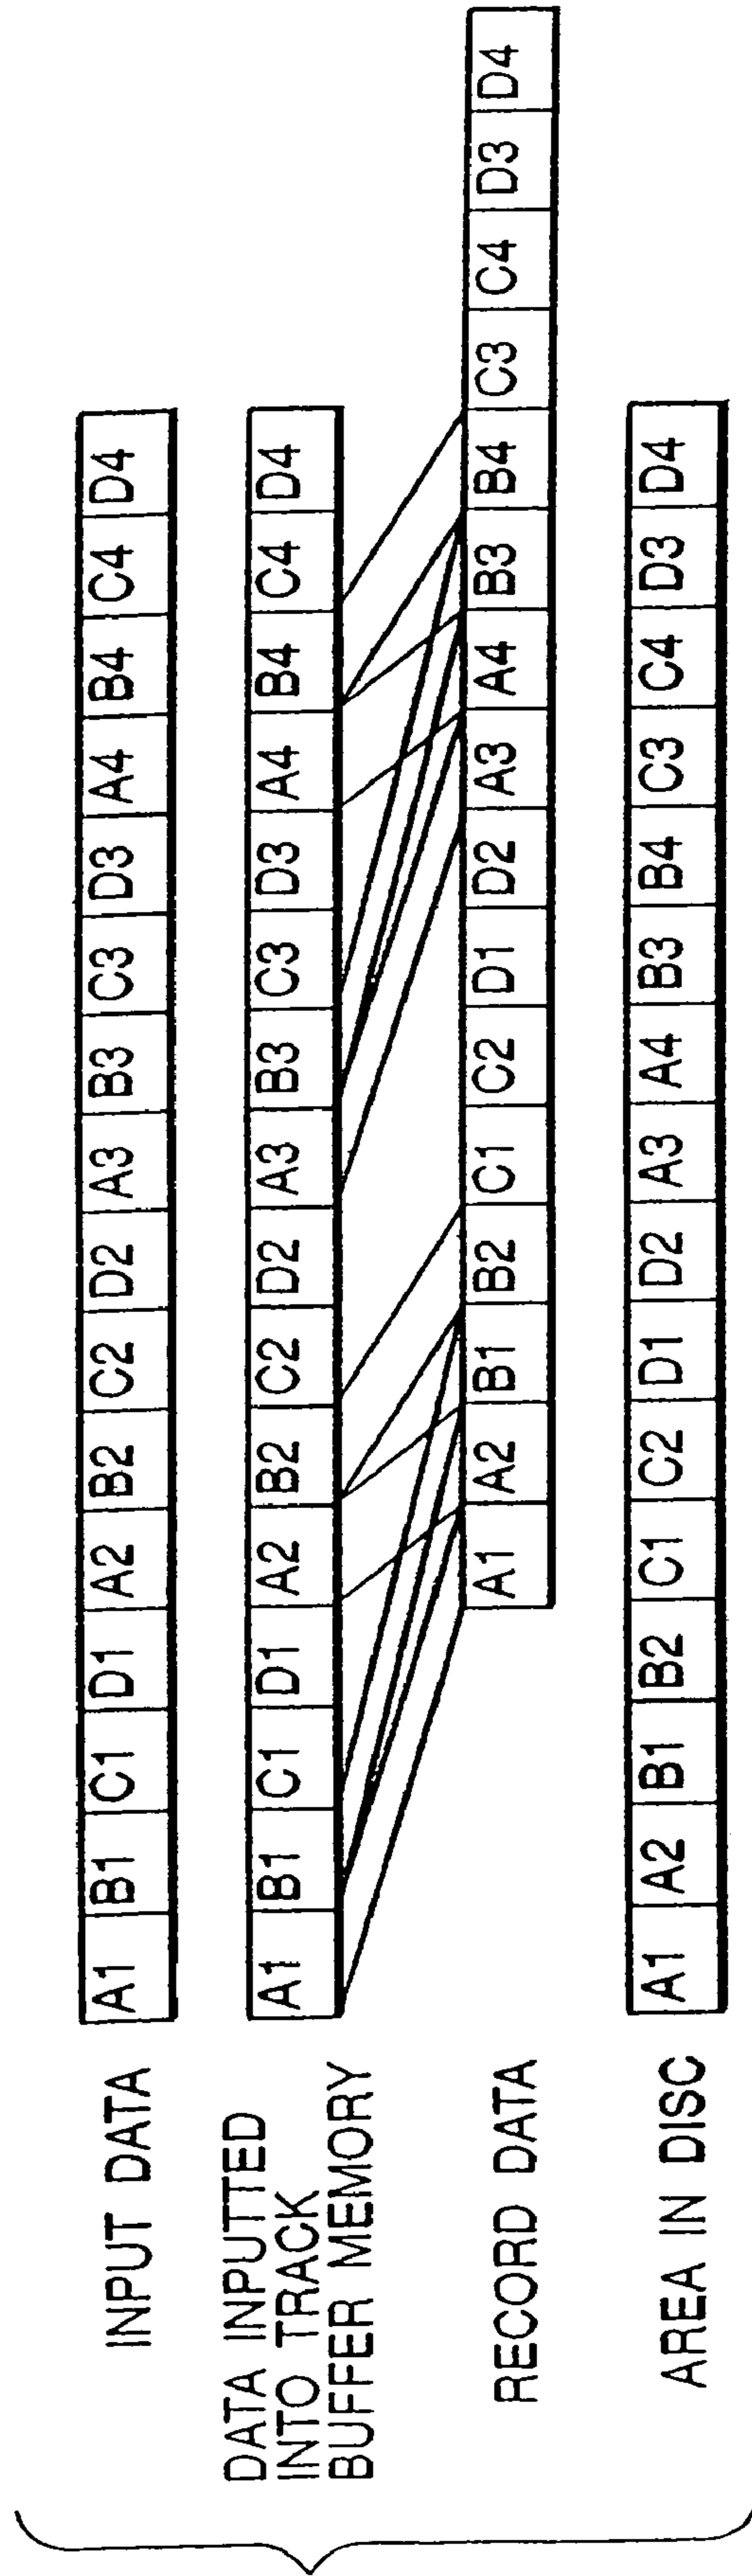 INPUT DATA
A1 B1 C1 D1 A2 B2 C2 D2 A3 B3 C3 D3 A4 B4 C4 D4
DATA INPUTTED
INTO TRACK
BUFFER MEMORY
A1 B1 C1 D1 A2 B2 C2 D2 A3 B3 C3 D3 A4 B4 C4 D4
RECORD DATA
A1 A2 B1 B2 C1 C2 D1 D2 A3 A4 B3 B4 C3 C4 D3 D4
AREA IN DISC
A1 A2 B1 B2 C1 C2 D1 D2 A3 A4 B3 B4 C3 C4 D3 D4